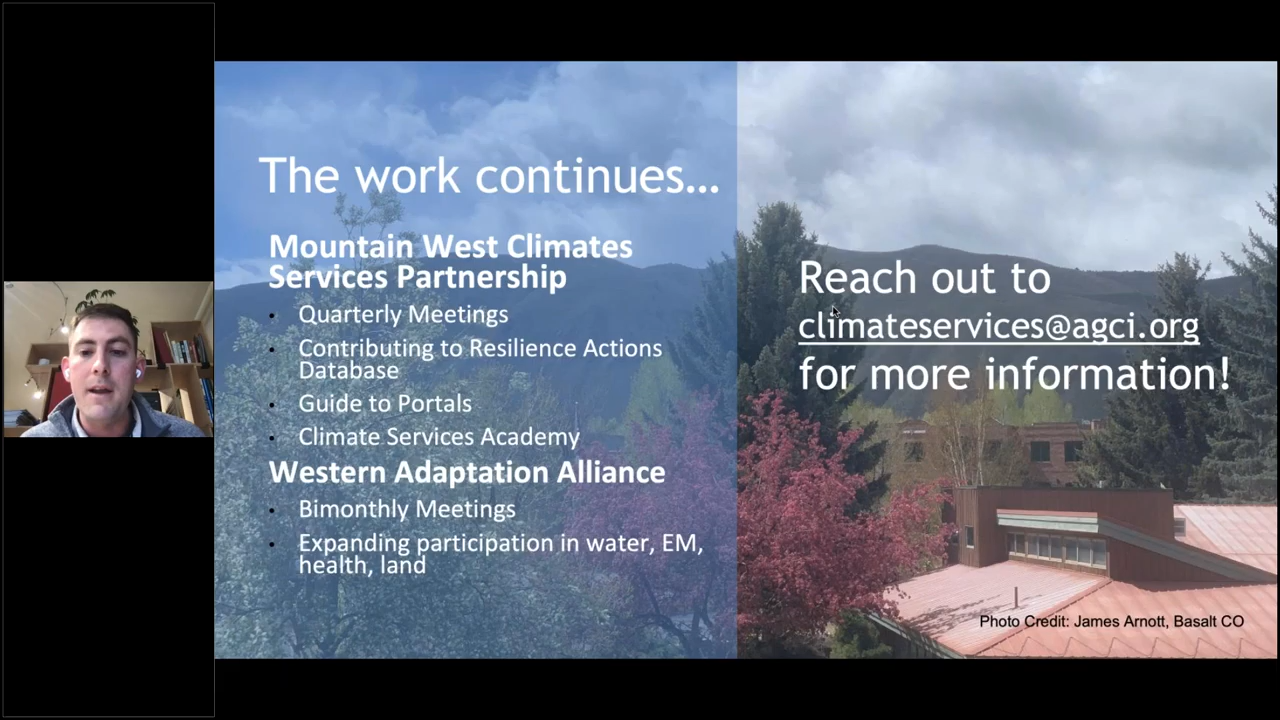 The work continues...
Mountain West Climates
Services Partnership
• Quarterly Meetings
• Contributing to Resilience Actions
Database
• Guide to Portals
• Climate Services Academy
Western Adaptation Alliance
• Bimonthly Meetings
• Expanding participation in water, EM,
health, land
Reach out to
climateservices@agci.org
for more information!
Photo Credit: James Arnott, Basalt CO